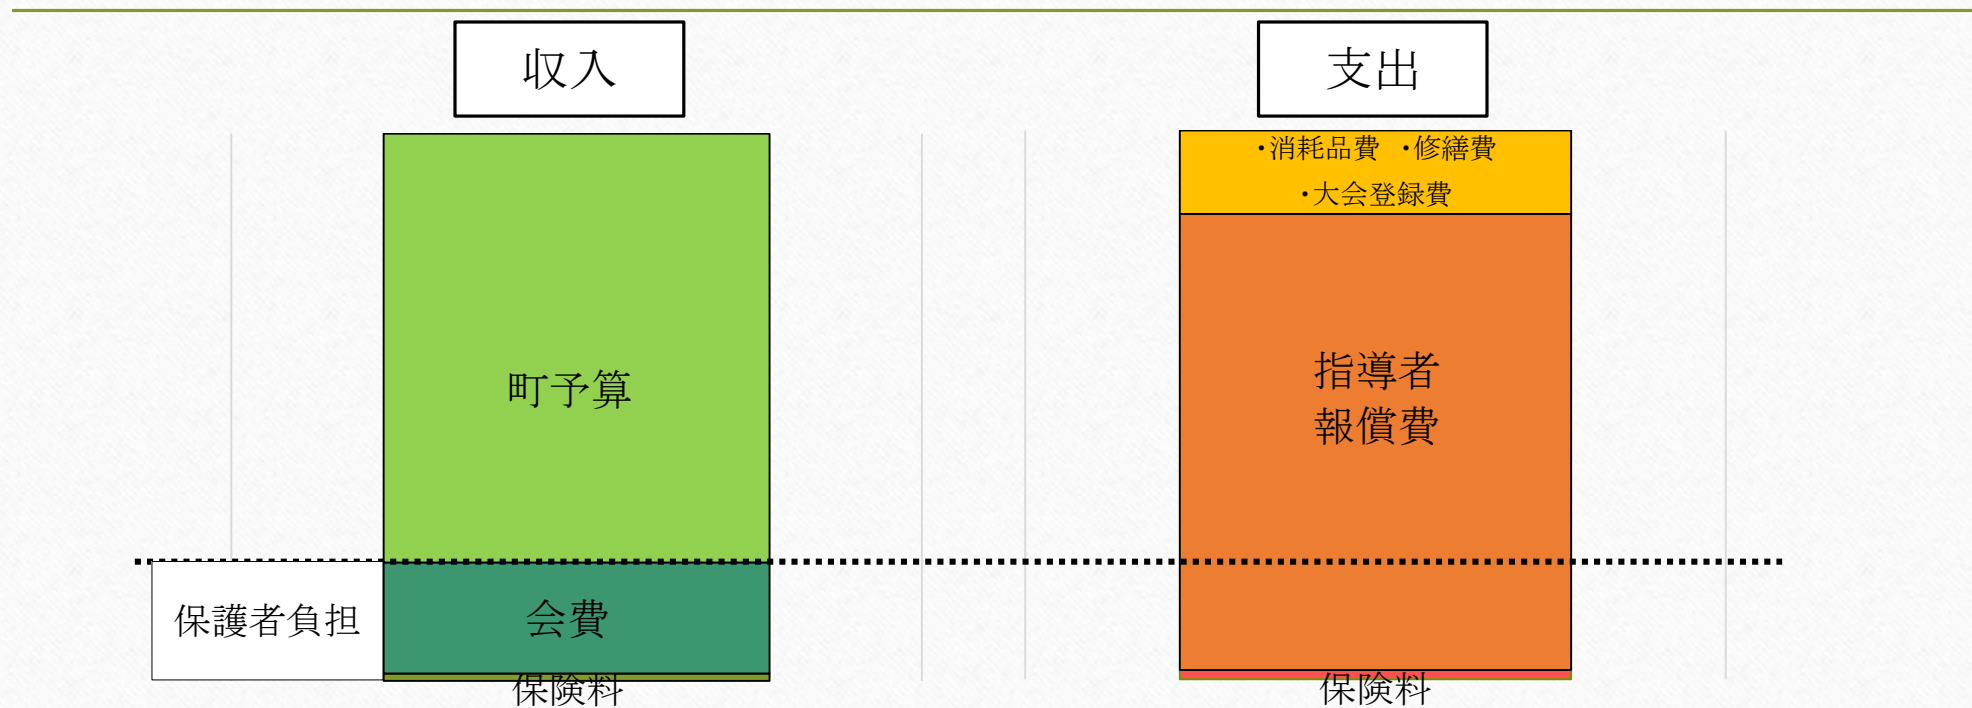 収入
支出
町予算
保護者負担
会費
保険料
・消耗品費 ・修繕費
・大会登録費
指導者
報償費
保険料